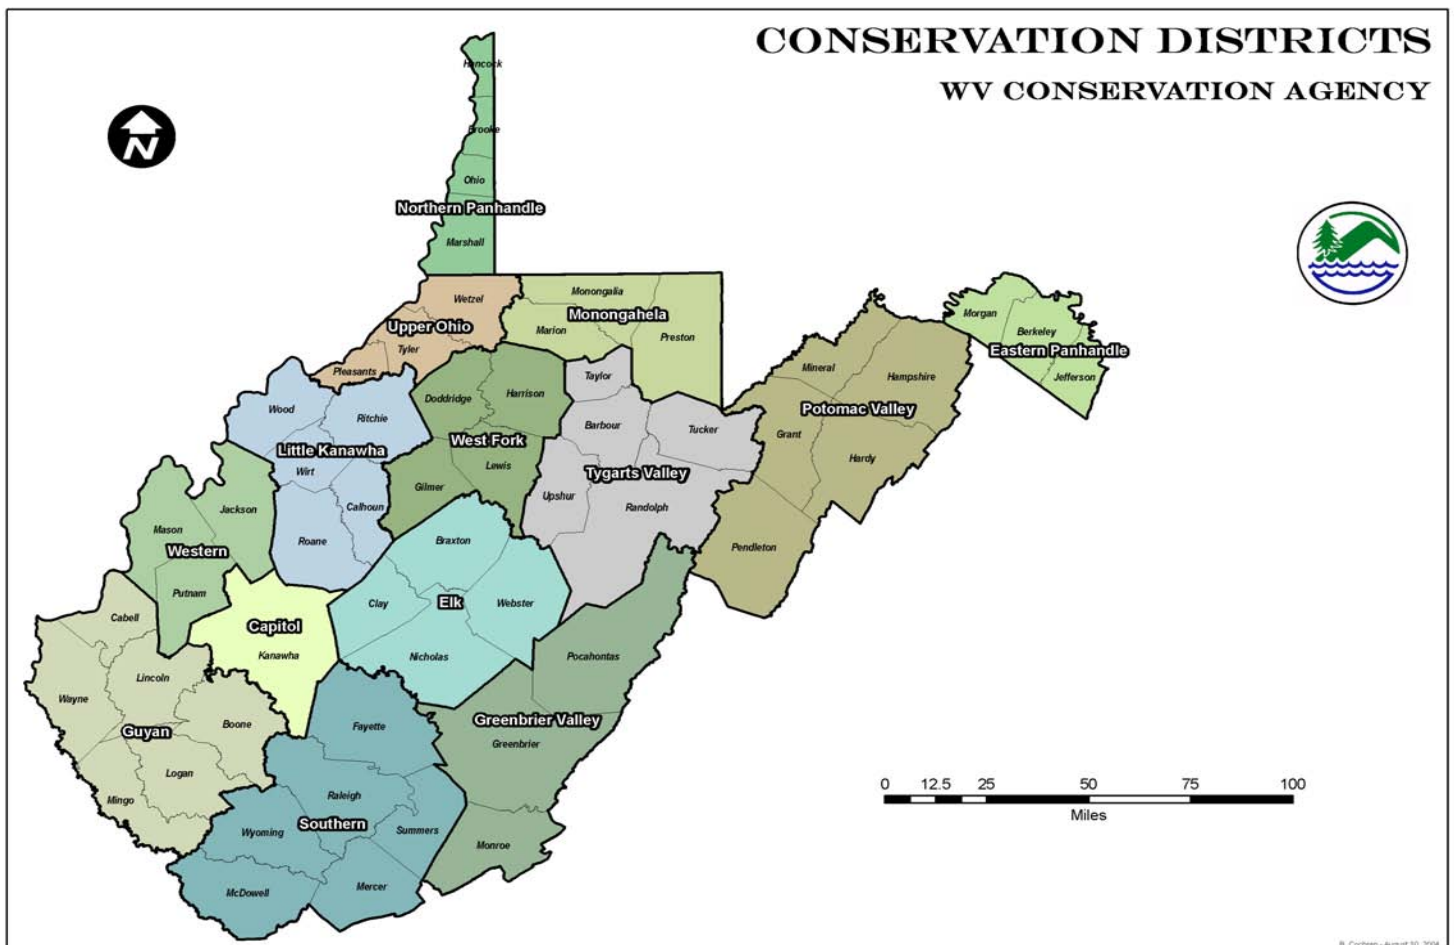 CONSERVATION DISTRICTS
WV CONSERVATION AGENCY
N
Hancock
Brooke
Ohio
Northern Panhandle
Marshall
Wetzel
Upper Ohio
Tyler
Pleasants
Monongalia
Monongahela
Marion
Preston
Morgan
Berkeley
Eastern Panhandle
Jefferson
Mineral
Hampshire
Potomac Valley
Grant
Hardy
Pendleton
Taylor
Barbour
Tucker
Tygarts Valley
Upshur
Randolph
Doddridge
Harrison
West Fork
Lewis
Gilmer
Wood
Ritchie
Little Kanawha
Wirt
Calhoun
Roane
Jackson
Mason
Western
Putnam
Braxton
Clay
Elk
Webster
Nicholas
Capitol
Kanawha
Cabell
Lincoln
Wayne
Boone
Guyan
Logan
Mingo
Pocahontas
Greenbrier Valley
Greenbrier
Monroe
Fayette
Raleigh
Southern
Wyoming
Summers
McDowell
Mercer
0 12.5 25 50 75 100
Miles
B. Cochran - August 30, 2004